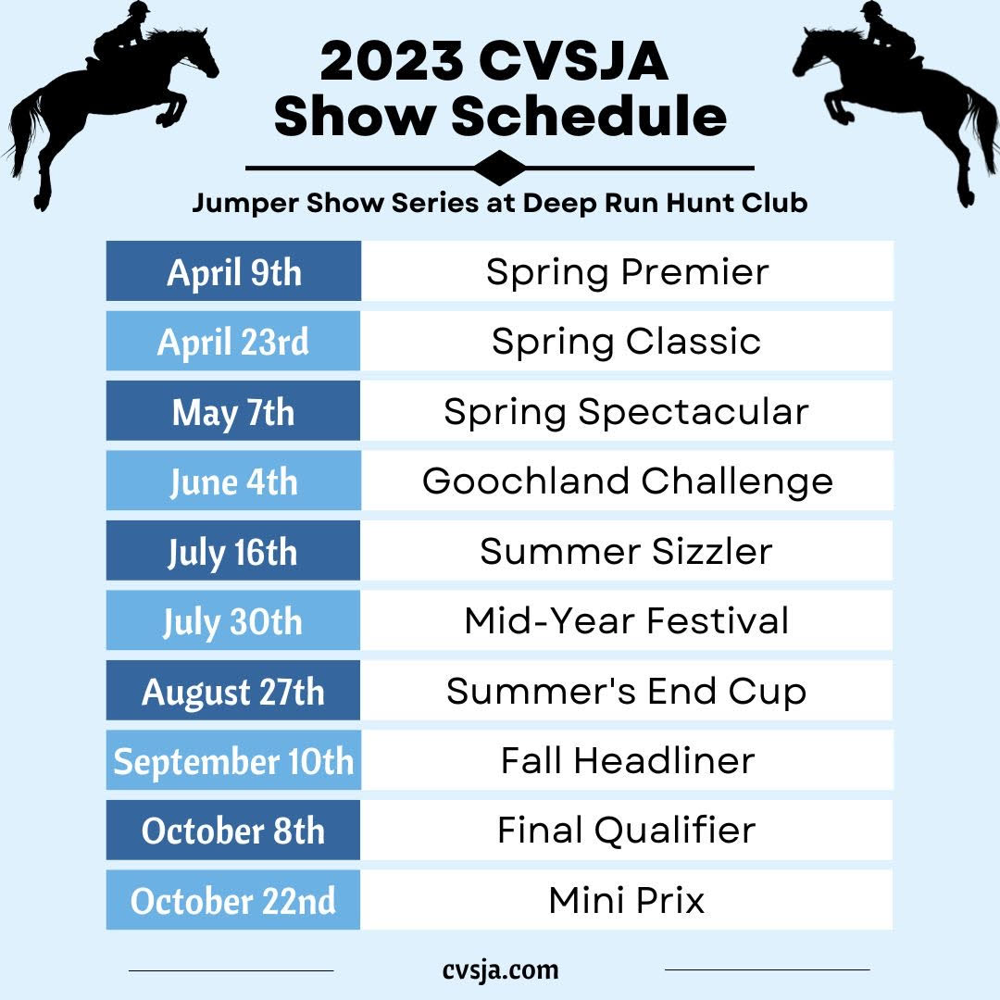 2023 CVSJA
Show Schedule
Jumper Show Series at Deep Run Hunt Club
April 9th Spring Premier
April 23rd Spring Classic
May 7th Spring Spectacular
June 4th Goochland Challenge
July 16th Summer Sizzler
July 30th Mid-Year Festival
August 27th Summer's End Cup
September 10th Fall Headliner
October 8th Final Qualifier
October 22nd Mini Prix
cvsja.com